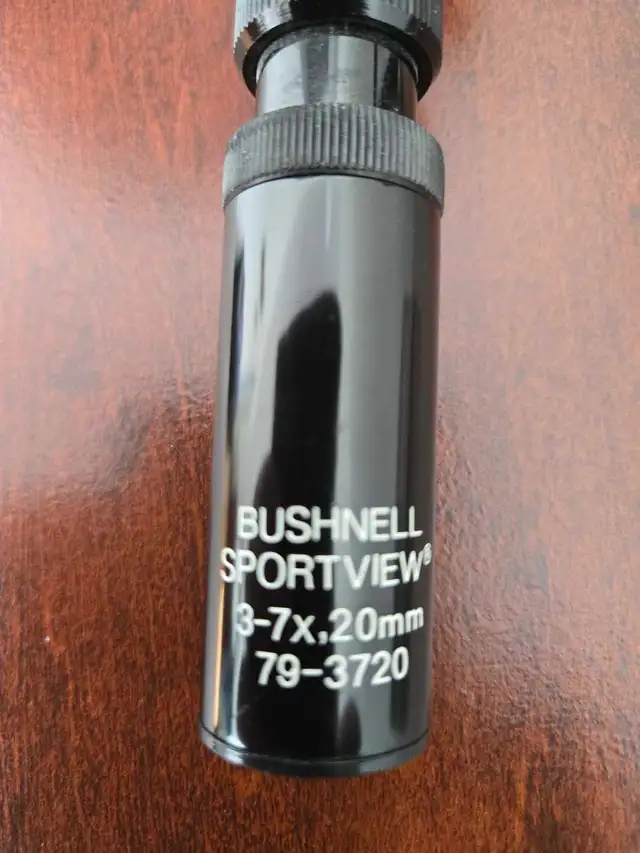 BUSHNELL
SPORTVIEW®
3-7x,20mm
79-3720